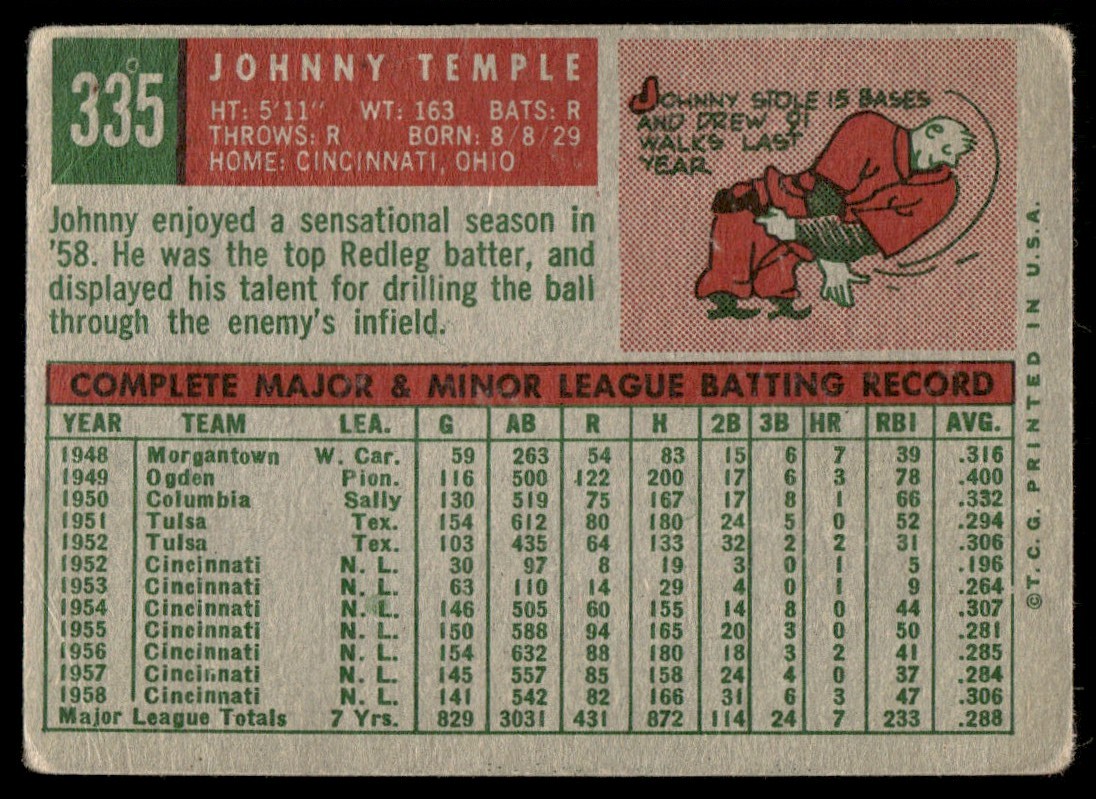 335
JOHNNY TEMPLE
HT: 5'11" WT: 163 BATS: R
THROWS: R BORN: 8/8/29
HOME: CINCINNATI, OHIO
JOHNNY STOLE 15 BASES
AND DREW 91
WALKS LAST
YEAR
Johnny enjoyed a sensational season in
'58. He was the top Redleg batter, and
displayed his talent for drilling the ball
through the enemy's infield.
COMPLETE MAJOR & MINOR LEAGUE BATTING RECORD
YEAR TEAM LEA. G AB R H 2B 3B HR RBI AVG.
1948 Morgantown W. Car. 59 263 54 83 15 6 7 39 .316
1949 Ogden Pion. 116 500 122 200 17 6 3 78 .400
1950 Columbia Sally 130 519 75 167 17 8 1 66 .332
1951 Tulsa Tex. 154 612 80 180 24 5 0 52 .294
1952 Tulsa Tex. 103 435 64 133 32 2 2 31 .306
1952 Cincinnati N. L. 30 97 8 19 3 0 1 5 .196
1953 Cincinnati N. L. 63 110 14 29 4 0 1 9 .264
1954 Cincinnati N. L. 146 505 60 155 14 8 0 44 .307
1955 Cincinnati N. L. 150 588 94 165 20 3 0 50 .281
1956 Cincinnati N. L. 154 632 88 180 18 3 2 41 .285
1957 Cincinnati N. L. 145 557 85 158 24 4 0 37 .284
1958 Cincinnati N. L. 141 542 82 166 31 6 3 47 .306
Major League Totals 7 Yrs. 829 3031 431 872 114 24 7 233 .288
©T.C.G. PRINTED IN U.S.A.